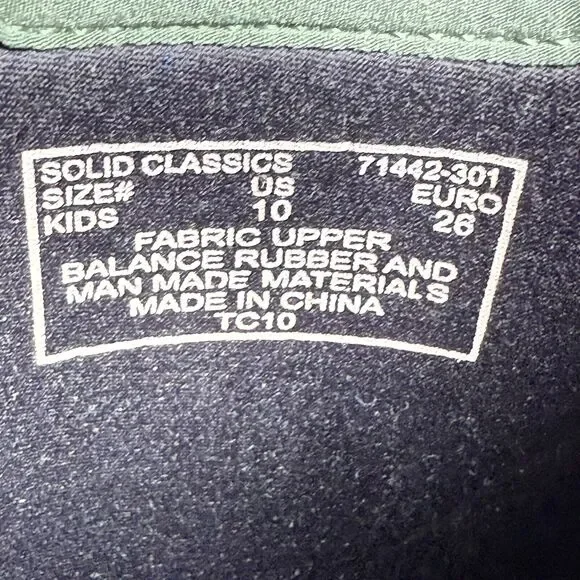 SOLID CLASSICS 71442-301
SIZE# US EURO
KIDS 10 26
FABRIC UPPER
BALANCE RUBBER AND
MAN MADE MATERIALS
MADE IN CHINA
TC10